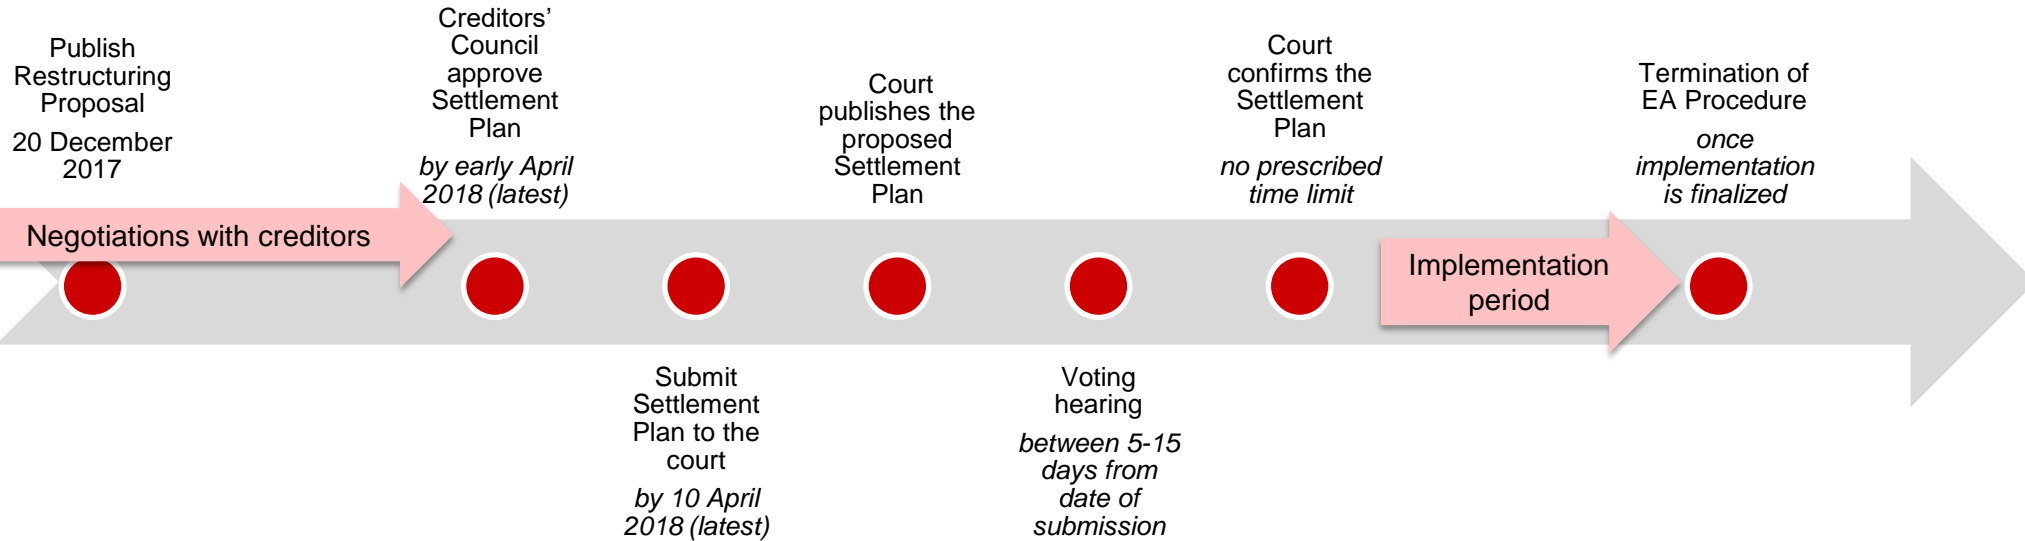 Publish
Restructuring
Proposal
20 December
2017
Creditors’
Council
approve
Settlement
Plan
by early April
2018 (latest)
Court
publishes the
proposed
Settlement
Plan
Court
confirms the
Settlement
Plan
no prescribed
time limit
Termination of
EA Procedure
once
implementation
is finalized
Negotiations with creditors
Implementation
period
Submit
Settlement
Plan to the
court
by 10 April
2018 (latest)
Voting
hearing
between 5-15
days from
date of
submission